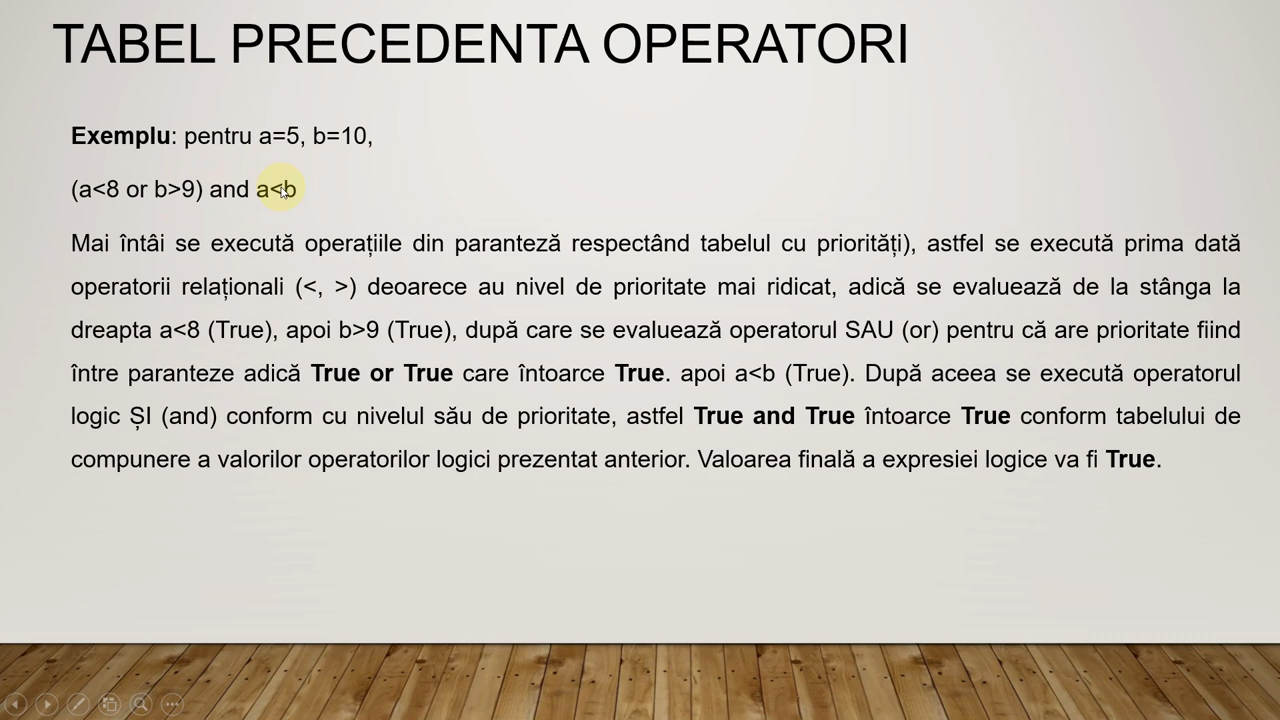 TABEL PRECEDENTA OPERATORI
Exemplu: pentru a=5, b=10,
(a<8 or b>9) and a<b
Mai întâi se execută operațiile din paranteză respectând tabelul cu priorități), astfel se execută prima dată
operatorii relaționali (<, >) deoarece au nivel de prioritate mai ridicat, adică se evaluează de la stânga la
dreapta a<8 (True), apoi b>9 (True), după care se evaluează operatorul SAU (or) pentru că are prioritate fiind
între paranteze adică True or True care întoarce True. apoi a<b (True). După aceea se execută operatorul
logic ȘI (and) conform cu nivelul său de prioritate, astfel True and True întoarce True conform tabelului de
compunere a valorilor operatorilor logici prezentat anterior. Valoarea finală a expresiei logice va fi True.